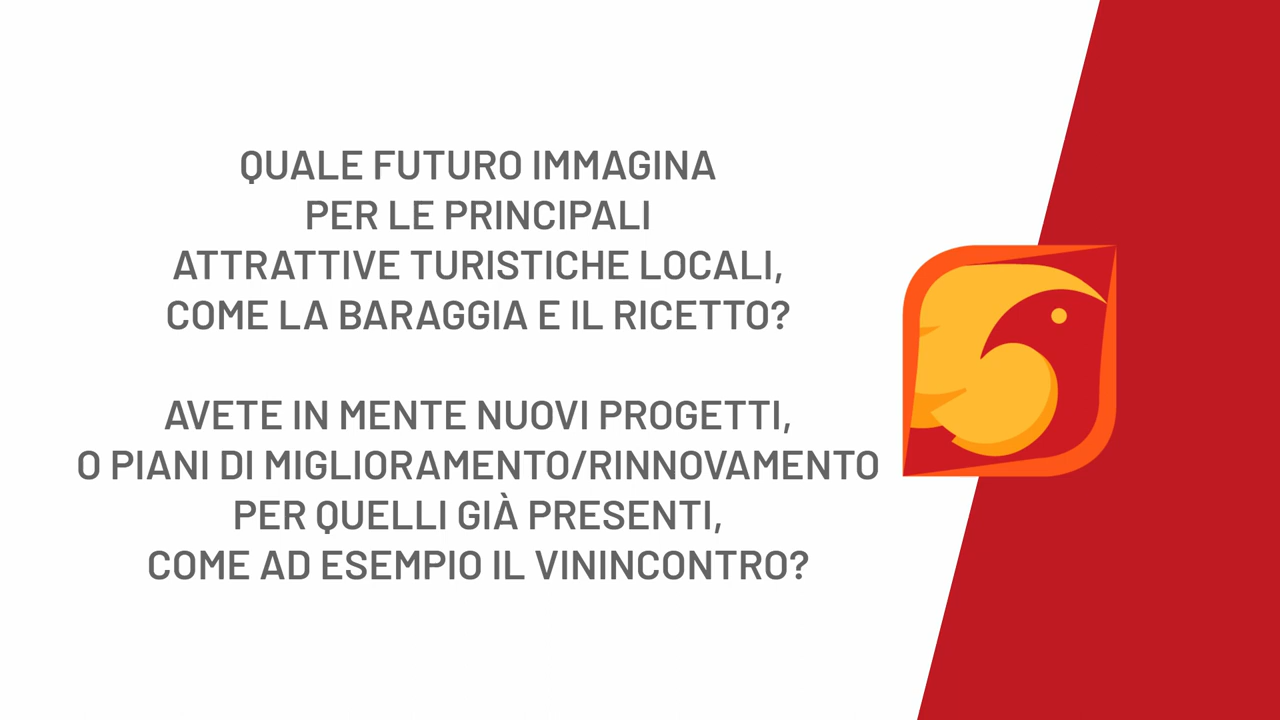 QUALE FUTURO IMMAGINA
PER LE PRINCIPALI
ATTRATTIVE TURISTICHE LOCALI,
COME LA BARAGGIA E IL RICETTO?
AVETE IN MENTE NUOVI PROGETTI,
O PIANI DI MIGLIORAMENTO/RINNOVAMENTO
PER QUELLI GIÀ PRESENTI,
COME AD ESEMPIO IL VININCONTRO?